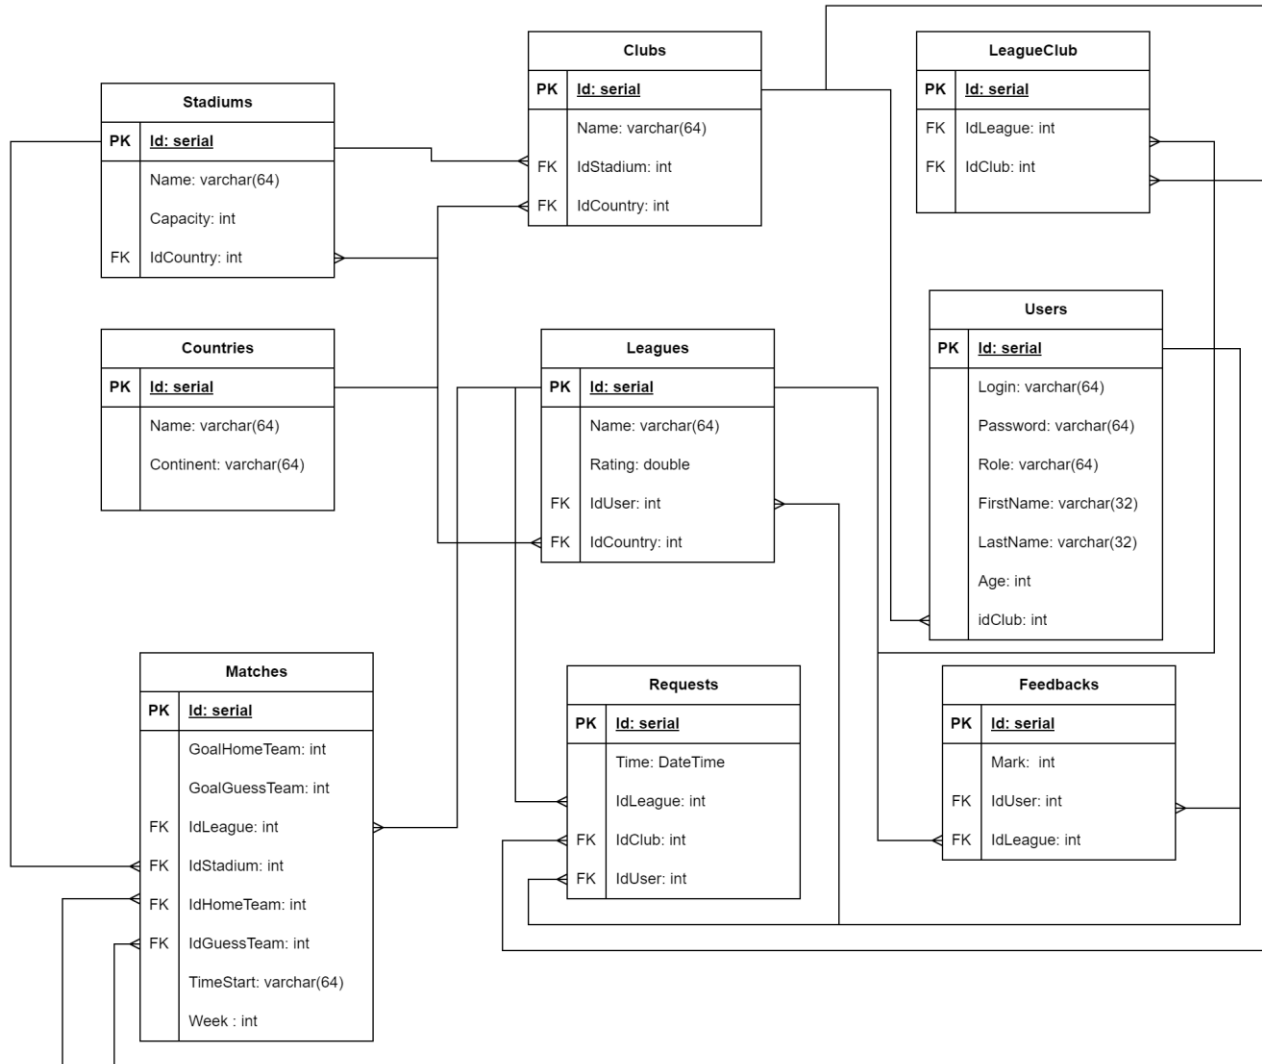 Stadiums
PK Id: serial
Name: varchar(64)
Capacity: int
FK IdCountry: int
Clubs
PK Id: serial
Name: varchar(64)
FK IdStadium: int
FK IdCountry: int
LeagueClub
PK Id: serial
FK IdLeague: int
FK IdClub: int
Countries
PK Id: serial
Name: varchar(64)
Continent: varchar(64)
Leagues
PK Id: serial
Name: varchar(64)
Rating: double
FK IdUser: int
FK IdCountry: int
Users
PK Id: serial
Login: varchar(64)
Password: varchar(64)
Role: varchar(64)
FirstName: varchar(32)
LastName: varchar(32)
Age: int
idClub: int
Matches
PK Id: serial
GoalHomeTeam: int
GoalGuessTeam: int
FK IdLeague: int
FK IdStadium: int
FK IdHomeTeam: int
FK IdGuessTeam: int
TimeStart: varchar(64)
Week : int
Requests
PK Id: serial
Time: DateTime
IdLeague: int
FK IdClub: int
FK IdUser: int
Feedbacks
PK Id: serial
Mark: int
FK IdUser: int
FK IdLeague: int